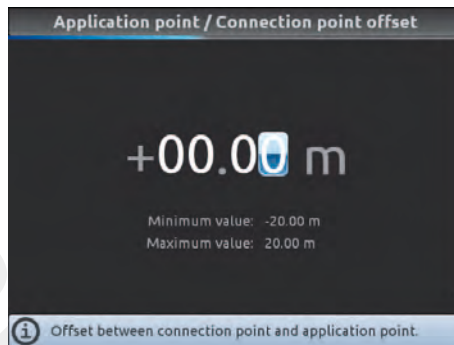 Application point / Connection point offset
+00.00 m
Minimum value: -20.00 m
Maximum value: 20.00 m
Offset between connection point and application point.